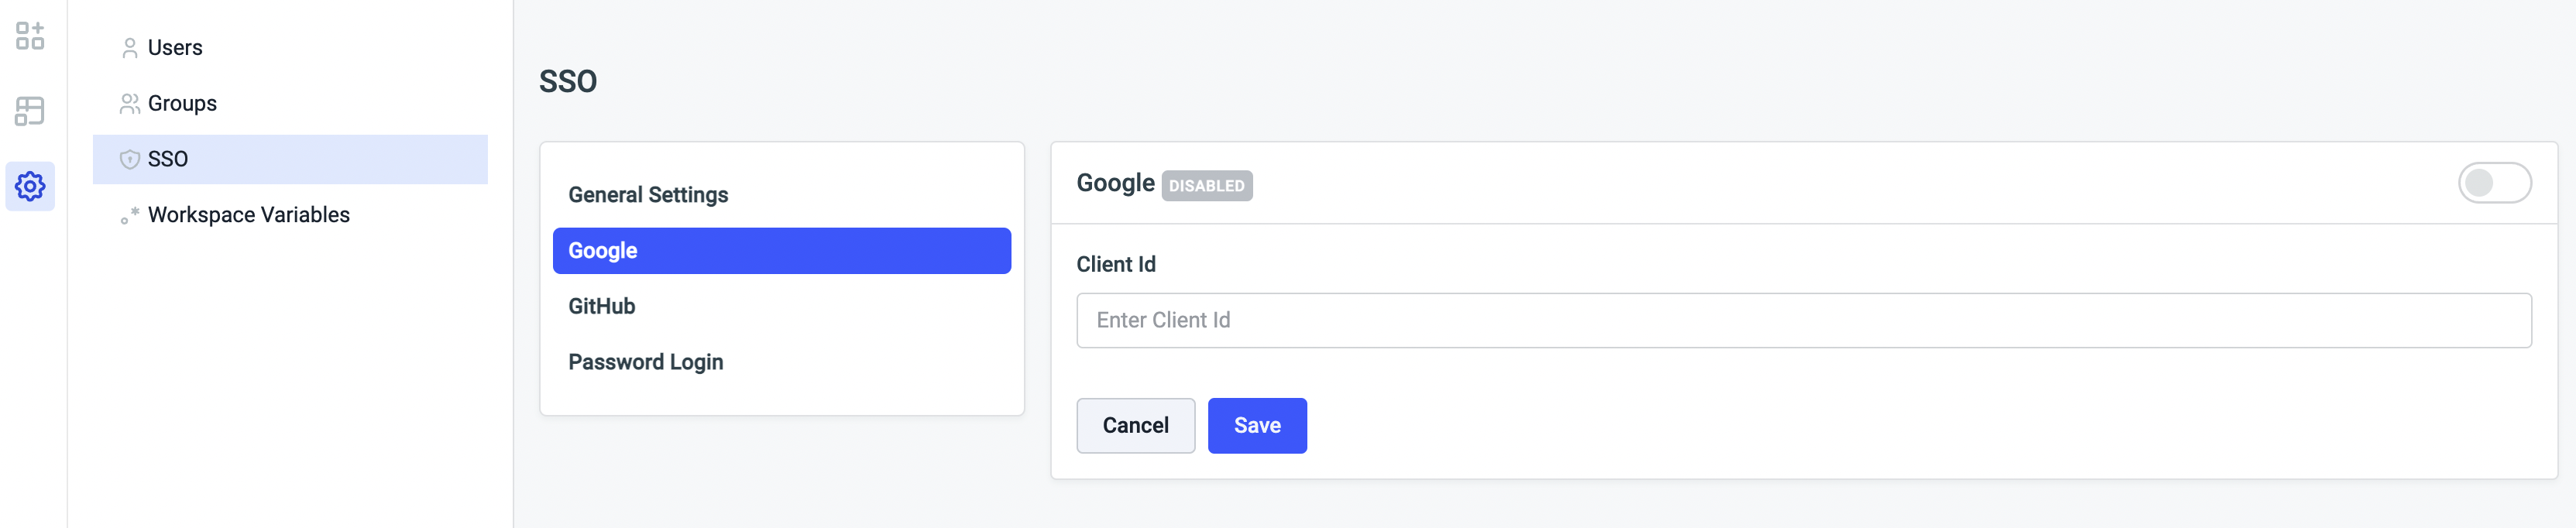 Users
Groups
SSO
Workspace Variables
SSO
General Settings
Google
GitHub
Password Login
Google DISABLED
Client Id
Enter Client Id
Cancel Save